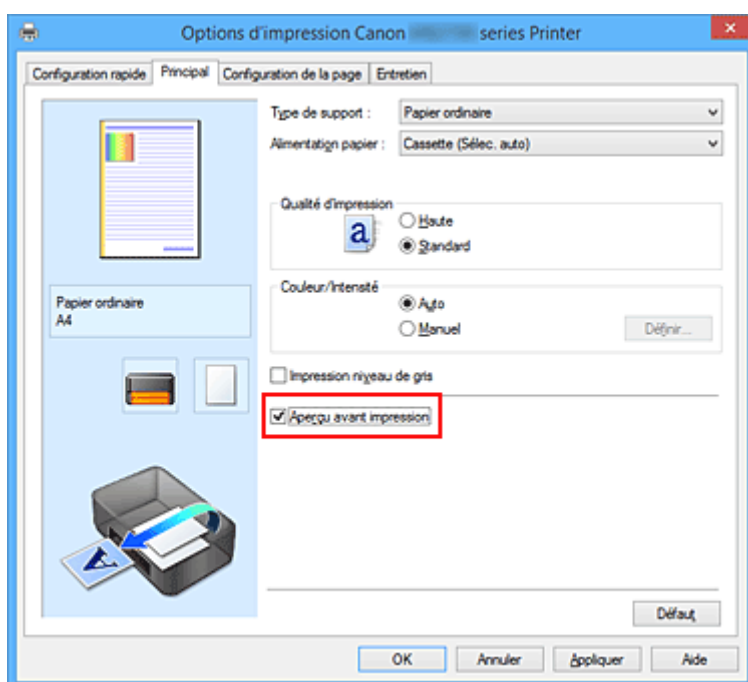 Options d'impression Canon series Printer
Configuration rapide Principal Configuration de la page Entretien
Type de support : Papier ordinaire
Alimentation papier : Cassette (Sélec. auto)
Qualité d'impression
a
Haute
Standard
Couleur/Intensité
Auto
Manuel Définir...
Papier ordinaire
A4
Impression niveau de gris
Aperçu avant impression
A
Défaut
OK Annuler Appliquer Aide